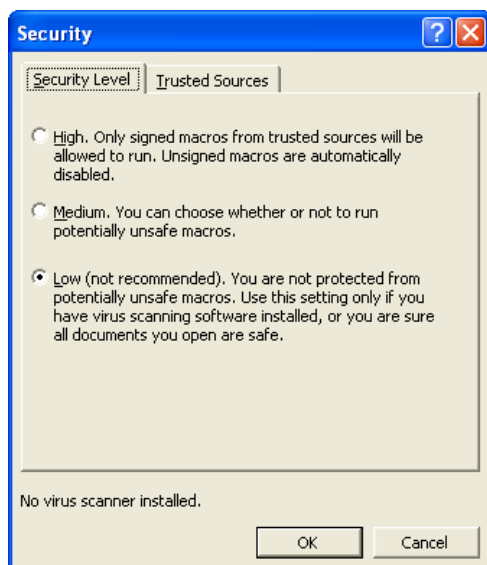 Security
Security Level
Trusted Sources
High. Only signed macros from trusted sources will be
allowed to run. Unsigned macros are automatically
disabled.
Medium. You can choose whether or not to run
potentially unsafe macros.
Low (not recommended). You are not protected from
potentially unsafe macros. Use this setting only if you
have virus scanning software installed, or you are sure
all documents you open are safe.
No virus scanner installed.
OK
Cancel